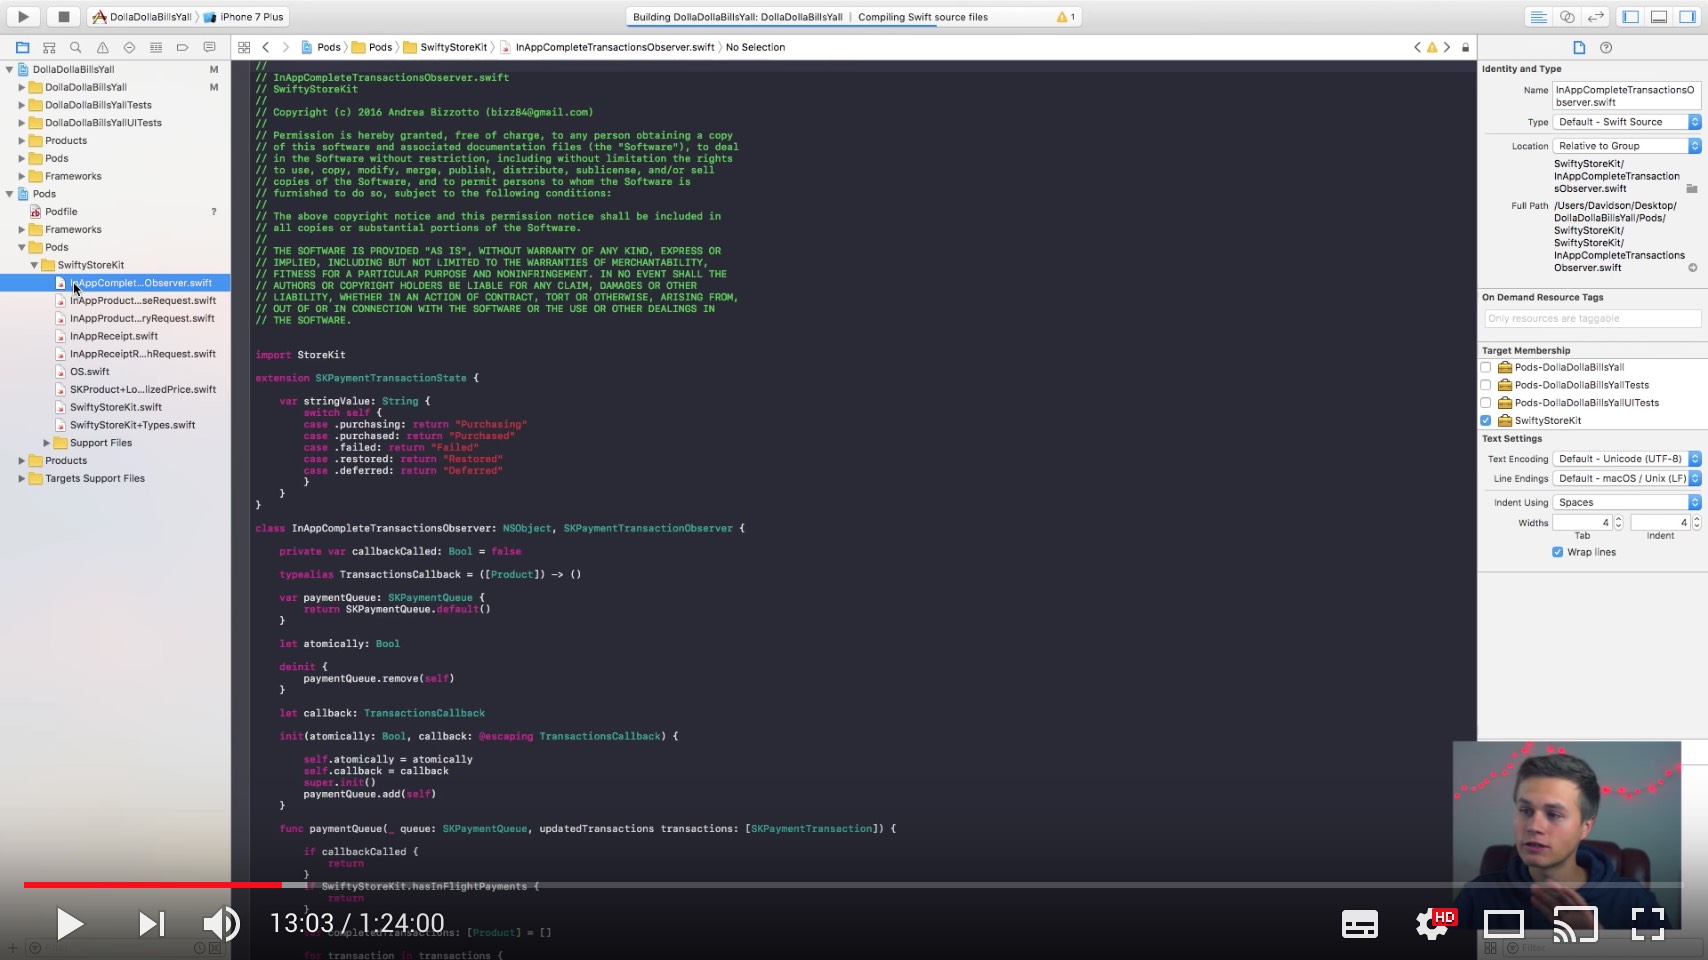 DollaDollaBillsYall
iPhone 7 Plus
Building DollaDollaBillsYall: DollaDollaBillsYall | Compiling Swift source files
1
Pods
Pods
SwiftyStoreKit
InAppCompleteTransactionsObserver.swift
No Selection
DollaDollaBillsYall M
DollaDollaBillsYall M
DollaDollaBillsYallTests
DollaDollaBillsYallUITests
Products
Pods
Frameworks
Pods
Podfile ?
Frameworks
Pods
SwiftyStoreKit
InAppComplet...Observer.swift
InAppProduct...seRequest.swift
InAppProduct...ryRequest.swift
InAppReceipt.swift
InAppReceiptR...hRequest.swift
OS.swift
SKProduct+Lo...lizedPrice.swift
SwiftyStoreKit.swift
SwiftyStoreKit+Types.swift
Support Files
Products
Targets Support Files
//
// InAppCompleteTransactionsObserver.swift
// SwiftyStoreKit
//
// Copyright (c) 2016 Andrea Bizzotto (bizz84@gmail.com)
//
// Permission is hereby granted, free of charge, to any person obtaining a copy
// of this software and associated documentation files (the "Software"), to deal
// in the Software without restriction, including without limitation the rights
// to use, copy, modify, merge, publish, distribute, sublicense, and/or sell
// copies of the Software, and to permit persons to whom the Software is
// furnished to do so, subject to the following conditions:
//
// The above copyright notice and this permission notice shall be included in
// all copies or substantial portions of the Software.
//
// THE SOFTWARE IS PROVIDED "AS IS", WITHOUT WARRANTY OF ANY KIND, EXPRESS OR
// IMPLIED, INCLUDING BUT NOT LIMITED TO THE WARRANTIES OF MERCHANTABILITY,
// FITNESS FOR A PARTICULAR PURPOSE AND NONINFRINGEMENT. IN NO EVENT SHALL THE
// AUTHORS OR COPYRIGHT HOLDERS BE LIABLE FOR ANY CLAIM, DAMAGES OR OTHER
// LIABILITY, WHETHER IN AN ACTION OF CONTRACT, TORT OR OTHERWISE, ARISING FROM,
// OUT OF OR IN CONNECTION WITH THE SOFTWARE OR THE USE OR OTHER DEALINGS IN
// THE SOFTWARE.
import StoreKit
extension SKPaymentTransactionState {
var stringValue: String {
switch self {
case .purchasing: return "Purchasing"
case .purchased: return "Purchased"
case .failed: return "Failed"
case .restored: return "Restored"
case .deferred: return "Deferred"
}
}
}
class InAppCompleteTransactionsObserver: NSObject, SKPaymentTransactionObserver {
private var callbackCalled: Bool = false
typealias TransactionsCallback = ([Product]) -> ()
var paymentQueue: SKPaymentQueue {
return SKPaymentQueue.default()
}
let atomically: Bool
deinit {
paymentQueue.remove(self)
}
let callback: TransactionsCallback
init(atomically: Bool, callback: @escaping TransactionsCallback) {
self.atomically = atomically
self.callback = callback
super.init()
paymentQueue.add(self)
}
func paymentQueue(_ queue: SKPaymentQueue, updatedTransactions transactions: [SKPaymentTransaction]) {
if callbackCalled {
return
}
if SwiftyStoreKit.hasInFlightPayments {
return
}
var completedTransactions: [Product] = []
for transaction in transactions {
Identity and Type
Name InAppCompleteTransactionsO
bserver.swift
Type Default - Swift Source
Location Relative to Group
SwiftyStoreKit/
InAppCompleteTransaction
sObserver.swift
Full Path /Users/Davidson/Desktop/
DollaDollaBillsYall/Pods/
SwiftyStoreKit/
SwiftyStoreKit/
InAppCompleteTransactions
Observer.swift
On Demand Resource Tags
Only resources are taggable
Target Membership
Pods-DollaDollaBillsYall
Pods-DollaDollaBillsYallTests
Pods-DollaDollaBillsYallUITests
SwiftyStoreKit
Text Settings
Text Encoding Default - Unicode (UTF-8)
Line Endings Default - macOS / Unix (LF)
Indent Using Spaces
Widths 4 4
Tab Indent
Wrap lines
13:03 / 1:24:00
HD
Filter